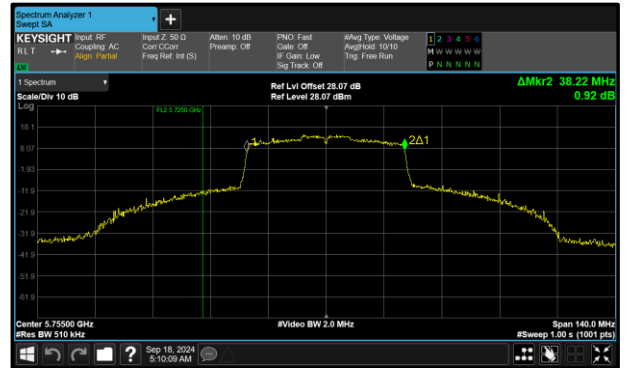 Spectrum Analyzer 1
Swept SA
+
KEYSIGHT
RLT
Input: RF
Coupling: AC
Align: Partial
Input Z: 50 Ω
Corr CCorr
Freq Ref: Int (S)
Atten: 10 dB
Preamp: Off
PNO: Fast
Gate: Off
IF Gain: Low
Sig Track: Off
#Avg Type: Voltage
Avg|Hold: 10/10
Trig: Free Run
1 2 3 4 5 6
M W W W W W
P N N N N N
LNI
1 Spectrum
Scale/Div 10 dB
Log
Ref Lvl Offset 28.07 dB
Ref Level 28.07 dBm
ΔMkr2 38.22 MHz
0.92 dB
FL2 5.7250 GHz
1
2Δ1
18.1
8.07
-1.93
-11.9
-21.9
-31.9
-41.9
-51.9
-61.9
Center 5.75500 GHz
#Res BW 510 kHz
#Video BW 2.0 MHz
Span 140.0 MHz
#Sweep 1.00 s (1001 pts)
?
Sep 18, 2024
5:10:09 AM